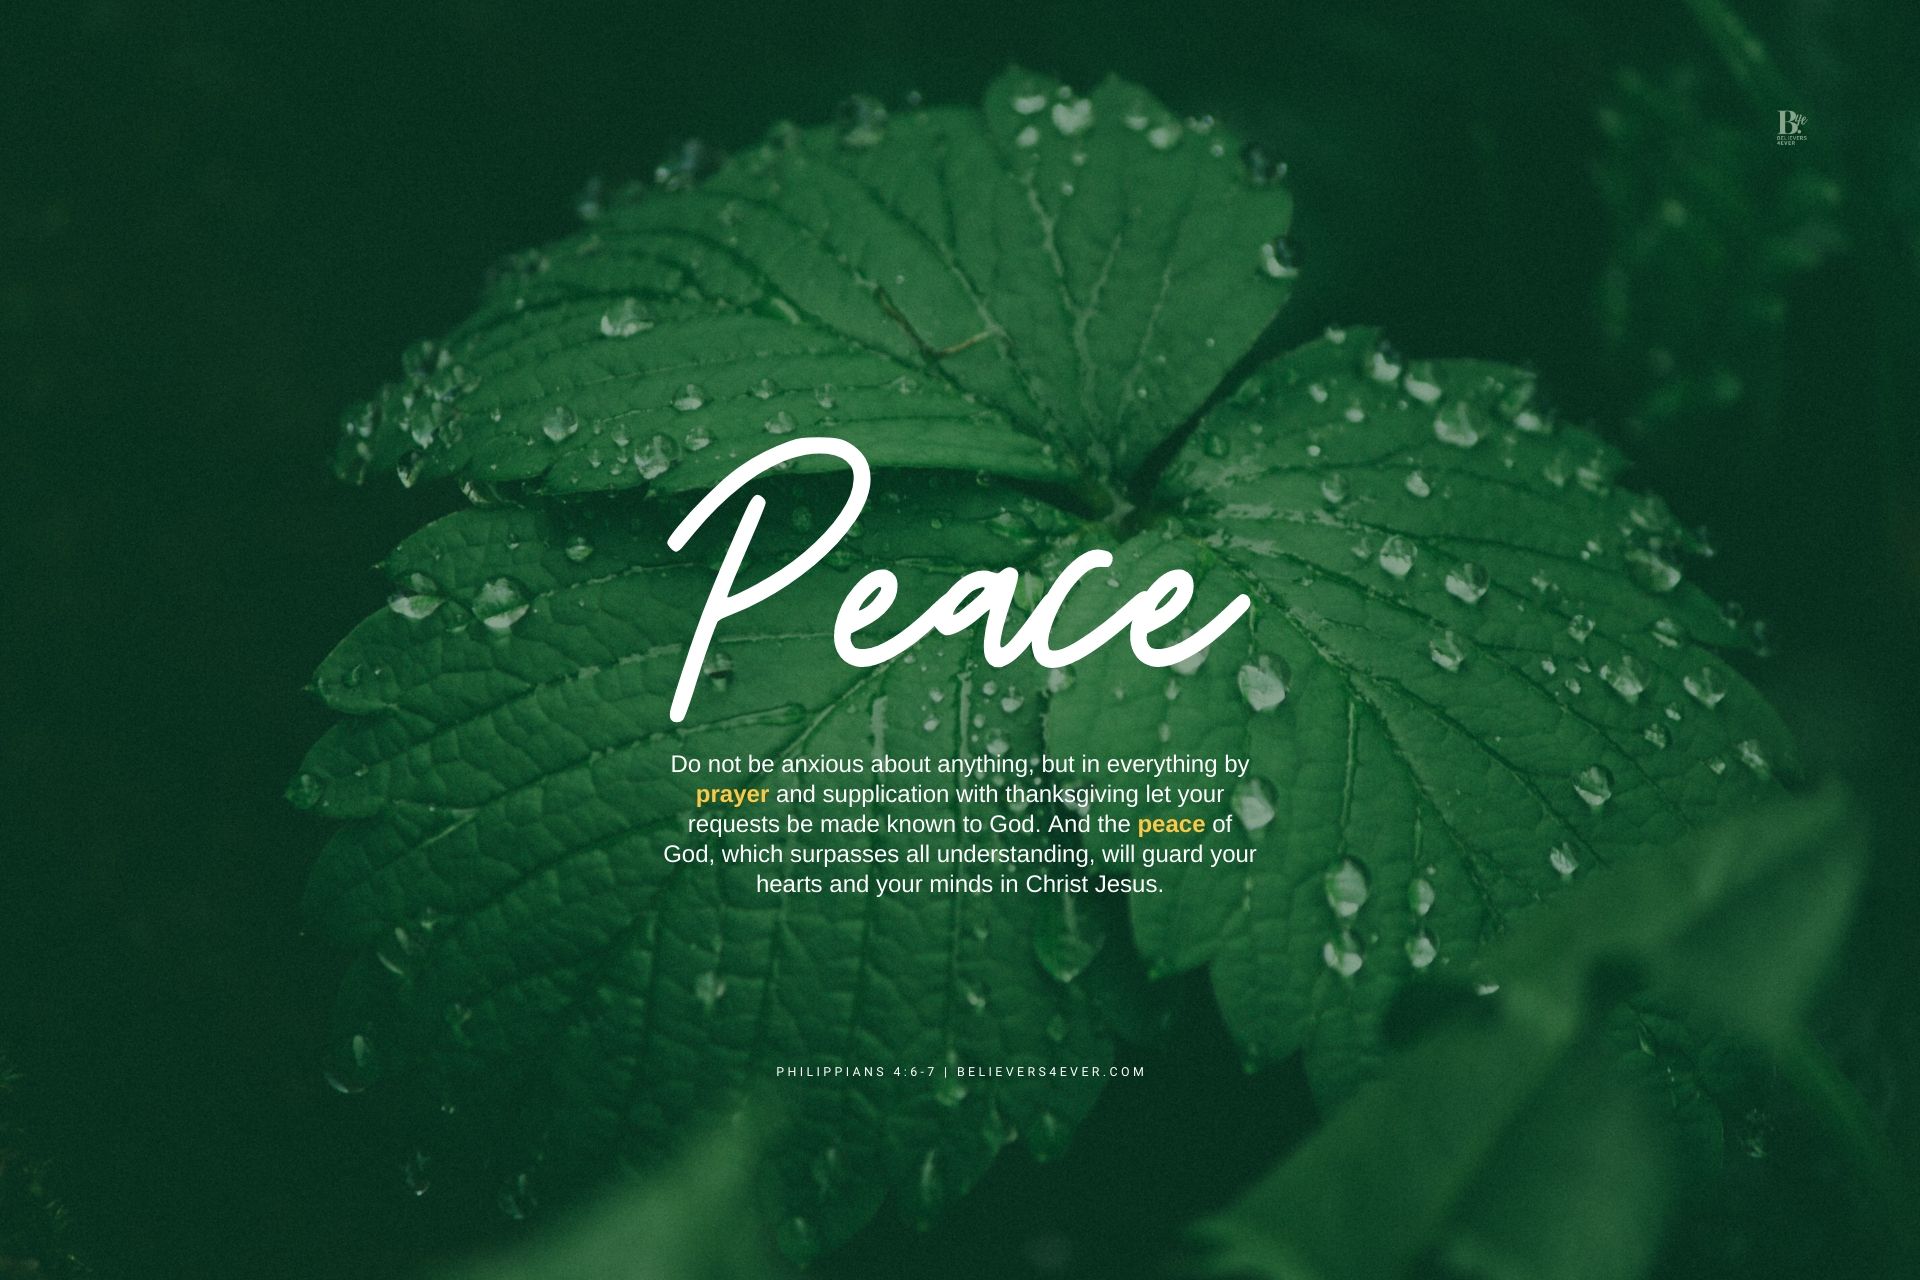 B.
BELIEVERS
4EVER
Peace
Do not be anxious about anything, but in everything by
prayer and supplication with thanksgiving let your
requests be made known to God. And the peace of
God, which surpasses all understanding, will guard your
hearts and your minds in Christ Jesus.
PHILIPPIANS 4:6-7 | BELIEVERS4EVER.COM